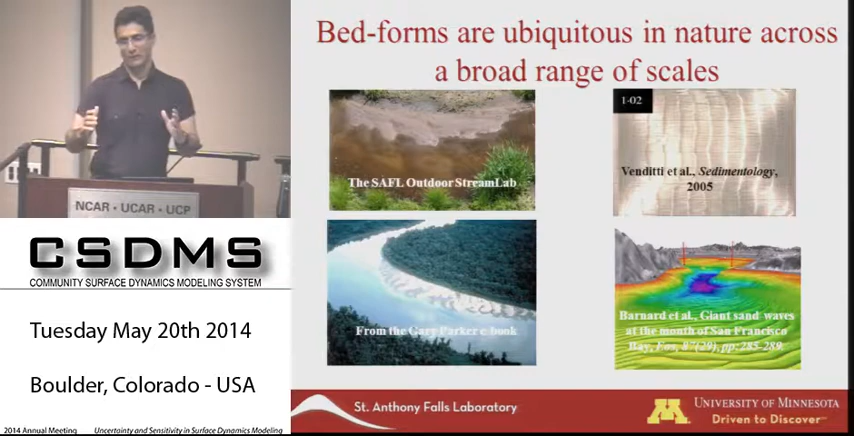 Bed-forms are ubiquitous in nature across
a broad range of scales
The SAFL Outdoor StreamLab
1-02
Venditti et al., Sedimentology,
2005
From the Gary Parker e-book
Barnard et al., Giant sand waves
at the mouth of San Francisco
Bay, Eos, 87(29), pp: 285-289.
NCAR • UCAR • UCP
CSDMS
COMMUNITY SURFACE DYNAMICS MODELING SYSTEM
Tuesday May 20th 2014
Boulder, Colorado - USA
2014 Annual Meeting Uncertainty and Sensitivity in Surface Dynamics Modeling
St. Anthony Falls Laboratory
M UNIVERSITY OF MINNESOTA
Driven to Discover